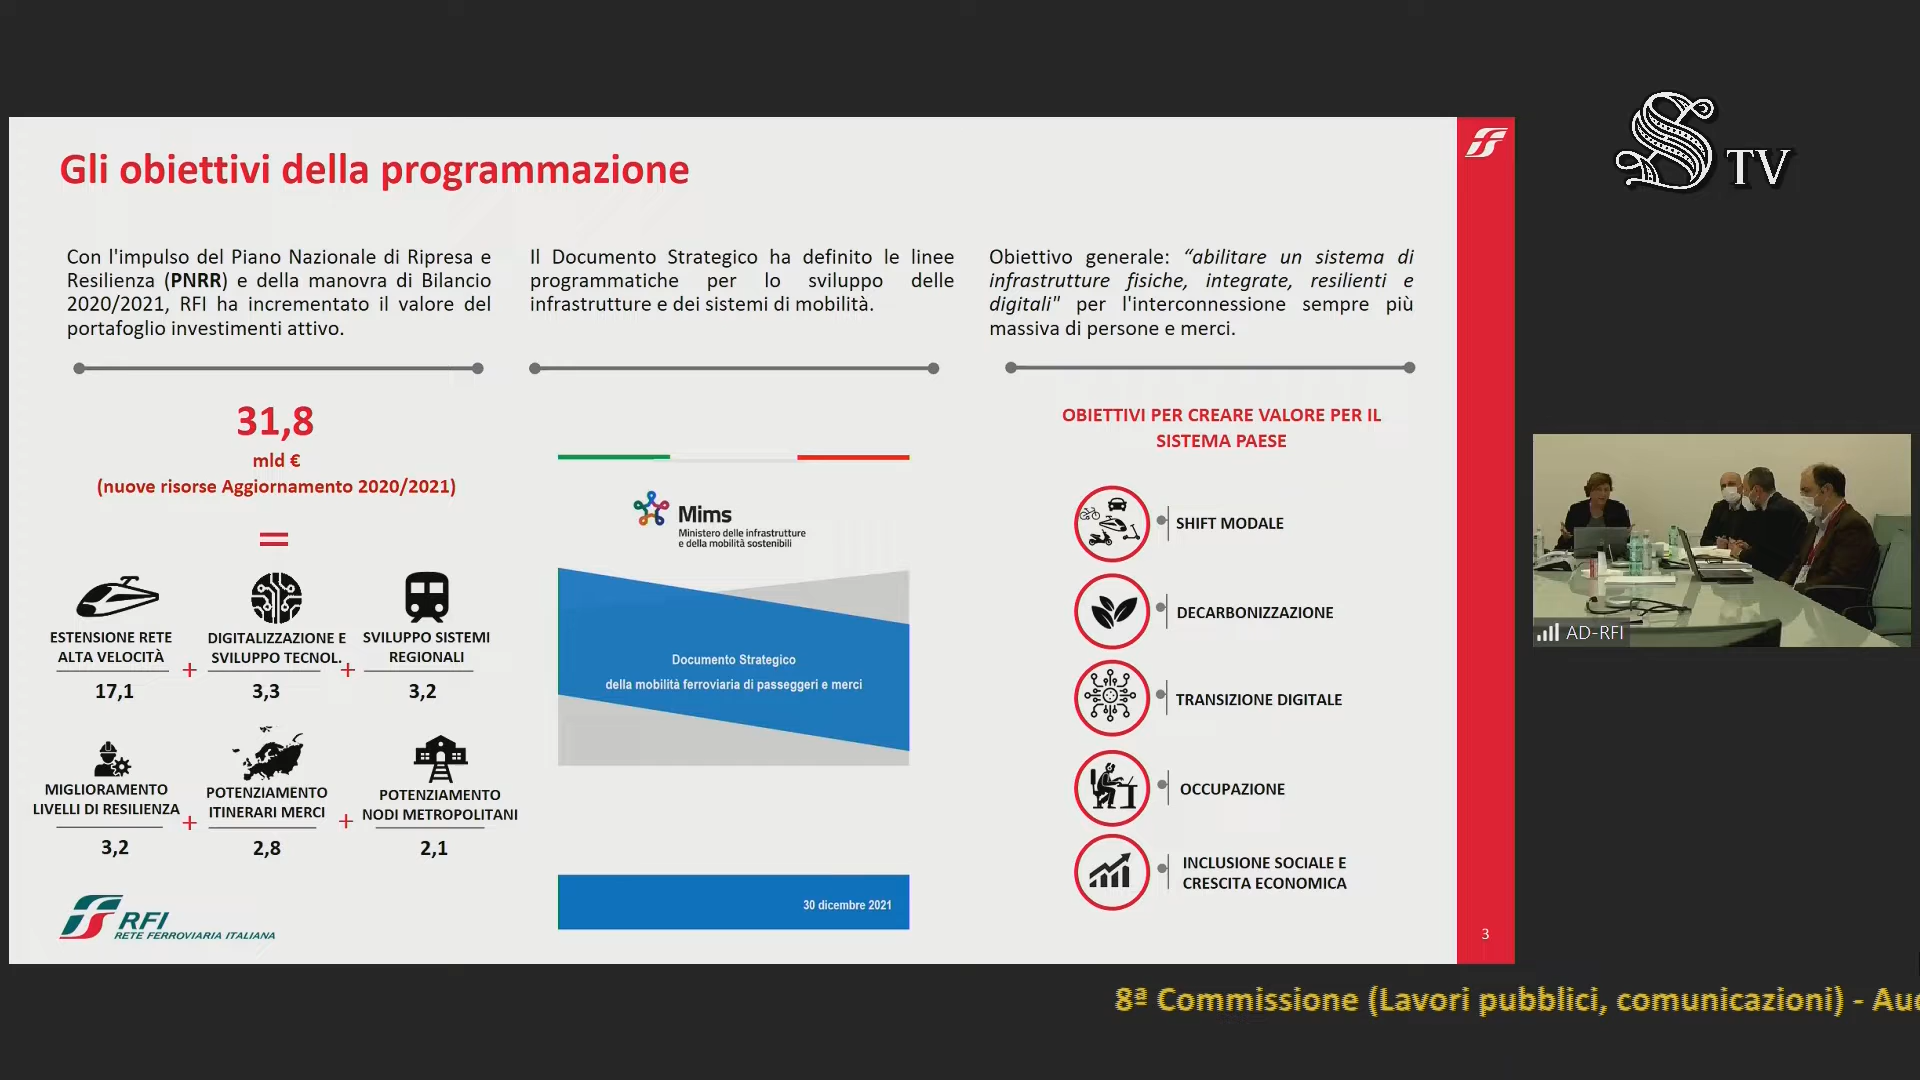 Gli obiettivi della programmazione
Con l'impulso del Piano Nazionale di Ripresa e
Resilienza (PNRR) e della manovra di Bilancio
2020/2021, RFI ha incrementato il valore del
portafoglio investimenti attivo.
31,8
mld €
(nuove risorse Aggiornamento 2020/2021)
=
ESTENSIONE RETE
ALTA VELOCITÀ
17,1
+
DIGITALIZZAZIONE E
SVILUPPO TECNOL.
3,3
+
SVILUPPO SISTEMI
REGIONALI
3,2
MIGLIORAMENTO
LIVELLI DI RESILIENZA
3,2
+
POTENZIAMENTO
ITINERARI MERCI
2,8
+
POTENZIAMENTO
NODI METROPOLITANI
2,1
RFI
RETE FERROVIARIA ITALIANA
Il Documento Strategico ha definito le linee
programmatiche per lo sviluppo delle
infrastrutture e dei sistemi di mobilità.
Mims
Ministero delle infrastrutture
e della mobilità sostenibili
Documento Strategico
della mobilità ferroviaria di passeggeri e merci
30 dicembre 2021
Obiettivo generale: “abilitare un sistema di
infrastrutture fisiche, integrate, resilienti e
digitali" per l'interconnessione sempre più
massiva di persone e merci.
OBIETTIVI PER CREARE VALORE PER IL
SISTEMA PAESE
SHIFT MODALE
DECARBONIZZAZIONE
TRANSIZIONE DIGITALE
OCCUPAZIONE
INCLUSIONE SOCIALE E
CRESCITA ECONOMICA
3
S TV
AD-RFI
8ª Commissione (Lavori pubblici, comunicazioni) -